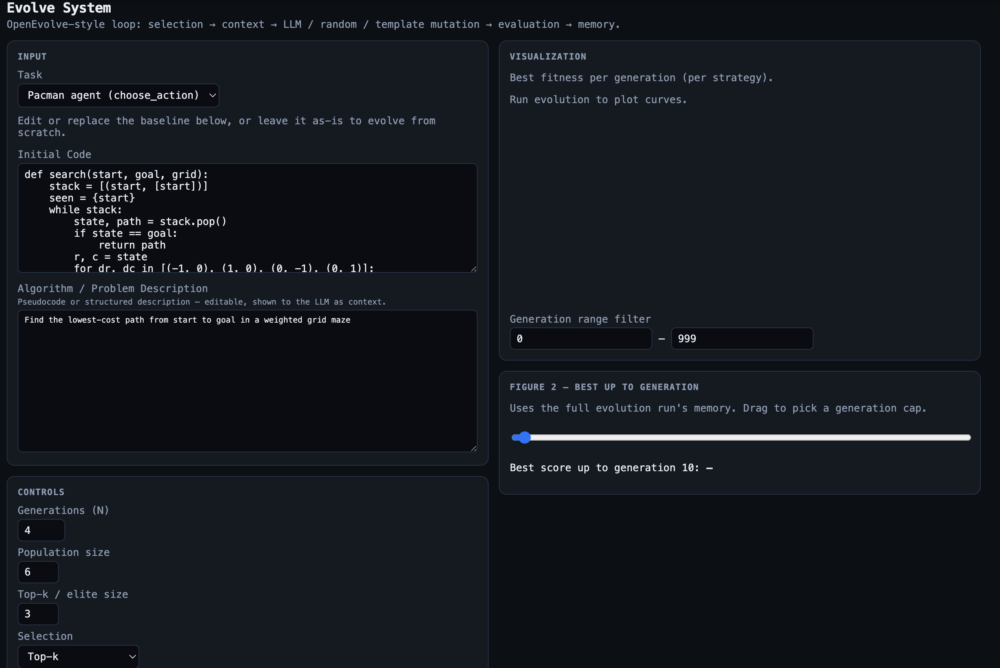 Evolve System
OpenEvolve-style loop: selection → context → LLM / random / template mutation → evaluation → memory.
INPUT
Task
Pacman agent (choose_action)
Edit or replace the baseline below, or leave it as-is to evolve from
scratch.
Initial Code
def search(start, goal, grid):
    stack = [(start, [start])]
    seen = {start}
    while stack:
        state, path = stack.pop()
        if state == goal:
            return path
        r, c = state
        for dr, dc in [(-1, 0), (1, 0), (0, -1), (0, 1)]:
Algorithm / Problem Description
Pseudocode or structured description — editable, shown to the LLM as context.
Find the lowest-cost path from start to goal in a weighted grid maze
CONTROLS
Generations (N)
4
Population size
6
Top-k / elite size
3
Selection
Top-k
VISUALIZATION
Best fitness per generation (per strategy).
Run evolution to plot curves.
Generation range filter
0 – 999
FIGURE 2 — BEST UP TO GENERATION
Uses the full evolution run's memory. Drag to pick a generation cap.
Best score up to generation 10: —